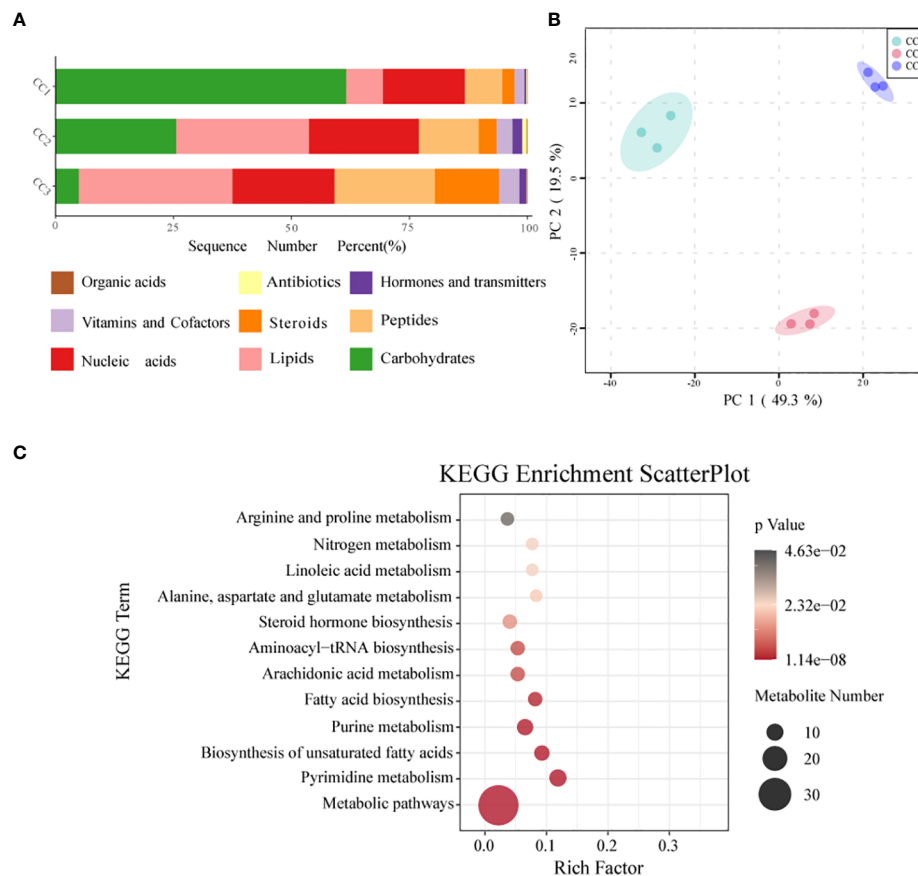 A
CC1
CC2
CC3
0 25 50 75 100
Sequence Number Percent(%)
Organic acids
Antibiotics
Hormones and transmitters
Vitamins and Cofactors
Steroids
Peptides
Nucleic acids
Lipids
Carbohydrates
B
CC
CC
CC
20
10
0
-10
-20
PC 2 ( 19.5 %)
-40 -20 0 20
PC 1 ( 49.3 %)
C
KEGG Enrichment ScatterPlot
KEGG Term
Arginine and proline metabolism
Nitrogen metabolism
Linoleic acid metabolism
Alanine, aspartate and glutamate metabolism
Steroid hormone biosynthesis
Aminoacyl−tRNA biosynthesis
Arachidonic acid metabolism
Fatty acid biosynthesis
Purine metabolism
Biosynthesis of unsaturated fatty acids
Pyrimidine metabolism
Metabolic pathways
0.0 0.1 0.2 0.3
Rich Factor
p Value
4.63e−02
2.32e−02
1.14e−08
Metabolite Number
10
20
30